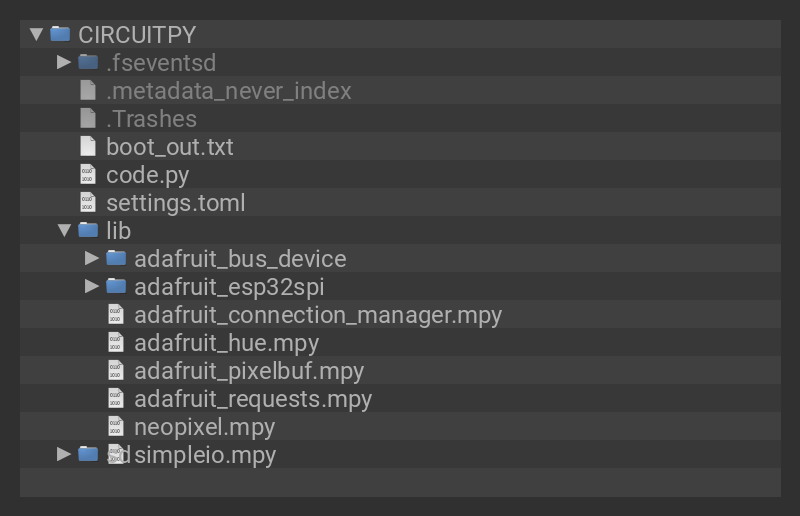 CIRCUITPY
.fseventsd
.metadata_never_index
.Trashes
boot_out.txt
code.py
settings.toml
lib
adafruit_bus_device
adafruit_esp32spi
adafruit_connection_manager.mpy
adafruit_hue.mpy
adafruit_pixelbuf.mpy
adafruit_requests.mpy
neopixel.mpy
sd simpleio.mpy